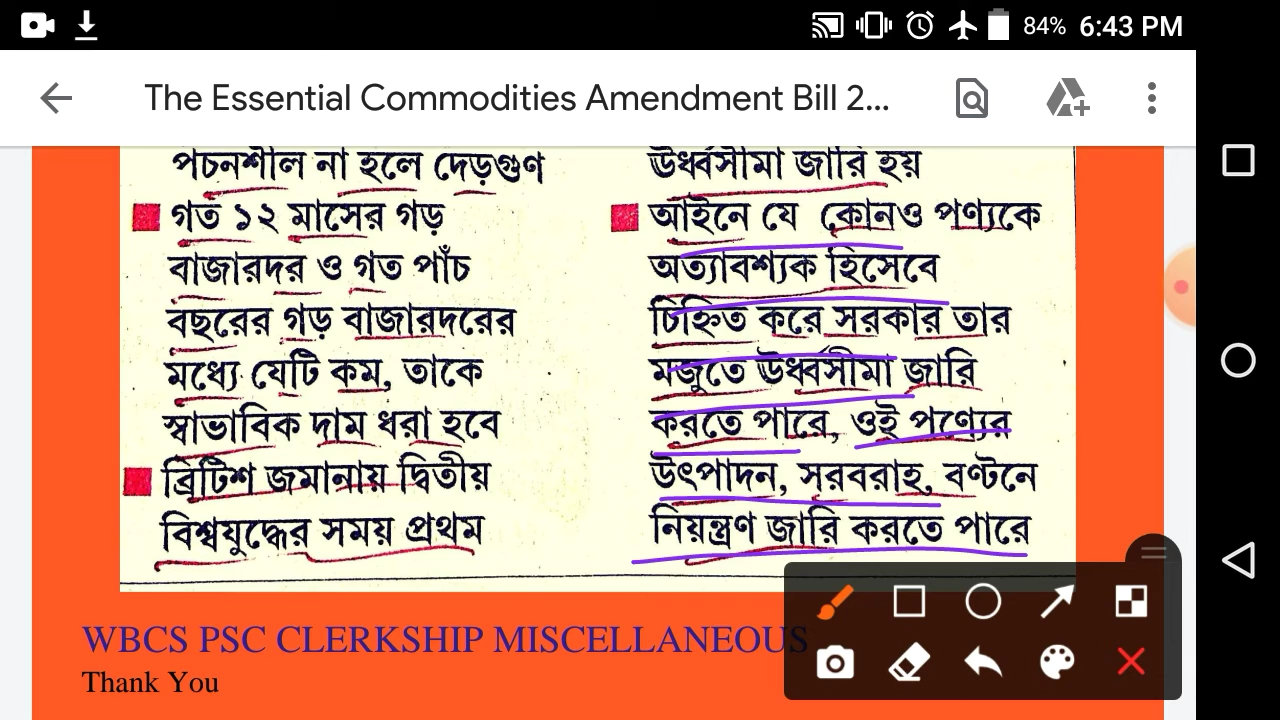 84% 6:43 PM
The Essential Commodities Amendment Bill 2...
পচনশীল না হলে দেড়গুণ
গত ১২ মাসের গড়
বাজারদর ও গত পাঁচ
বছরের গড় বাজারদরের
মধ্যে যেটি কম, তাকে
স্বাভাবিক দাম ধরা হবে
ব্রিটিশ জমানায় দ্বিতীয়
বিশ্বযুদ্ধের সময় প্রথম
ঊর্ধ্বসীমা জারি হয়
আইনে যে কোনও পণ্যকে
অত্যাবশ্যক হিসেবে
চিহ্নিত করে সরকার তার
মজুতে ঊর্ধ্বসীমা জারি
করতে পারে, ওই পণ্যের
উৎপাদন, সরবরাহ, বণ্টনে
নিয়ন্ত্রণ জারি করতে পারে
WBCS PSC CLERKSHIP MISCELLANEOUS
Thank You